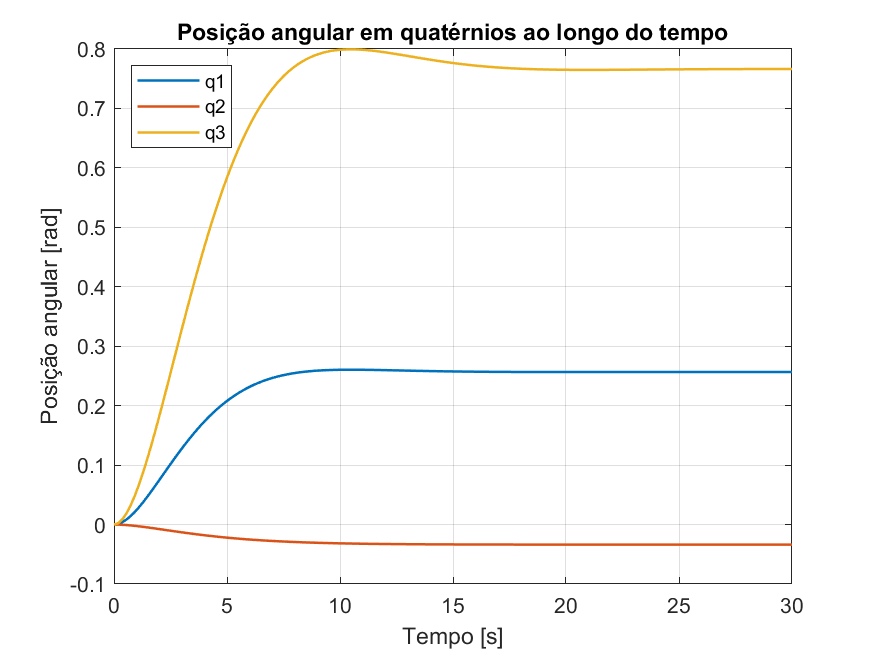 Posição angular em quatérnios ao longo do tempo
q1
q2
q3
Posição angular [rad]
0.8
0.7
0.6
0.5
0.4
0.3
0.2
0.1
0
-0.1
0 5 10 15 20 25 30
Tempo [s]